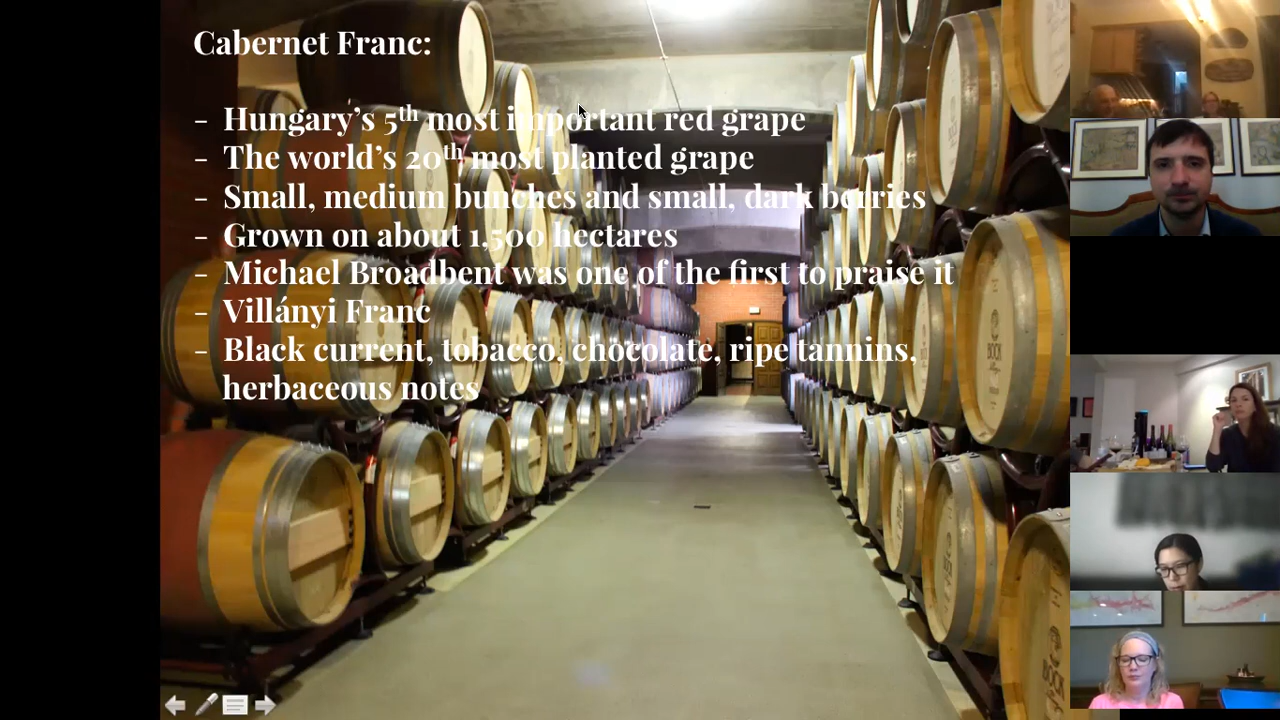 Cabernet Franc:
- Hungary's 5th most important red grape
- The world's 20th most planted grape
- Small, medium bunches and small, dark berries
- Grown on about 1,500 hectares
- Michael Broadbent was one of the first to praise it
- Villányi Franc
- Black current, tobacco, chocolate, ripe tannins,
herbaceous notes
BOCK
BOCK